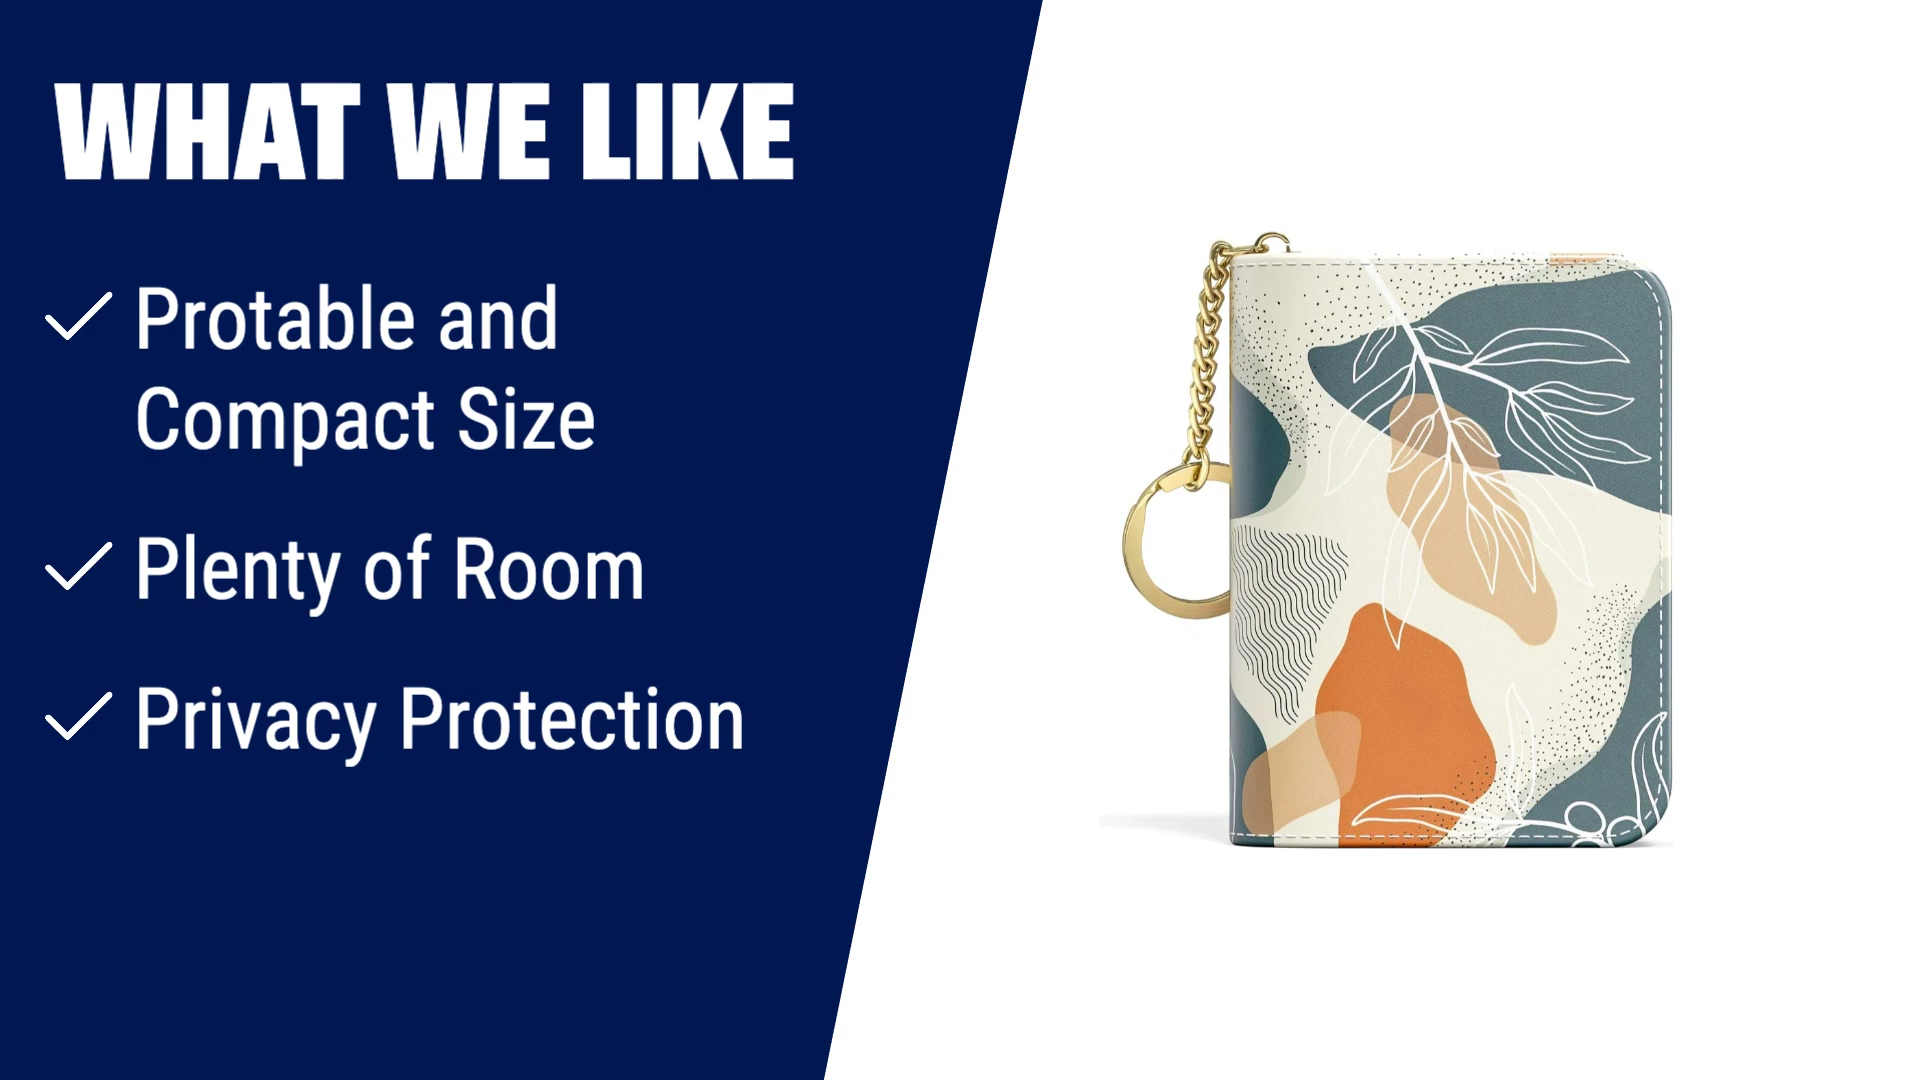 WHAT WE LIKE
Protable and
Compact Size
Plenty of Room
Privacy Protection